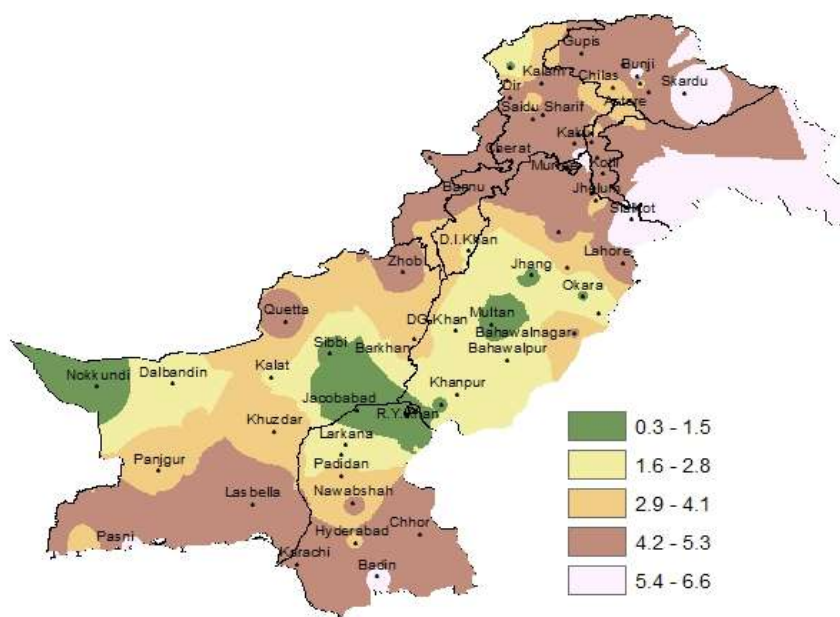 Gupis
Kalam
Chilas
Bunji
Skardu
Dir
Astore
Saidu Sharif
Kakul
Cherat
Kotli
Bannu
Jhelum
Sialkot
D.I.Khan
Lahore
Zhob
Jhang
Okara
Quetta
DG.Khan
Multan
Sibbi
Barkhan
Bahawalnagar
Bahawalpur
Nokkundi
Dalbandin
Kalat
Khanpur
Jacobabad
R.Y.Khan
Khuzdar
Larkana
Panjgur
Padidan
Lasbella
Nawabshah
Pasni
Hyderabad
Chhor
Karachi
Badin
0.3 - 1.5
1.6 - 2.8
2.9 - 4.1
4.2 - 5.3
5.4 - 6.6